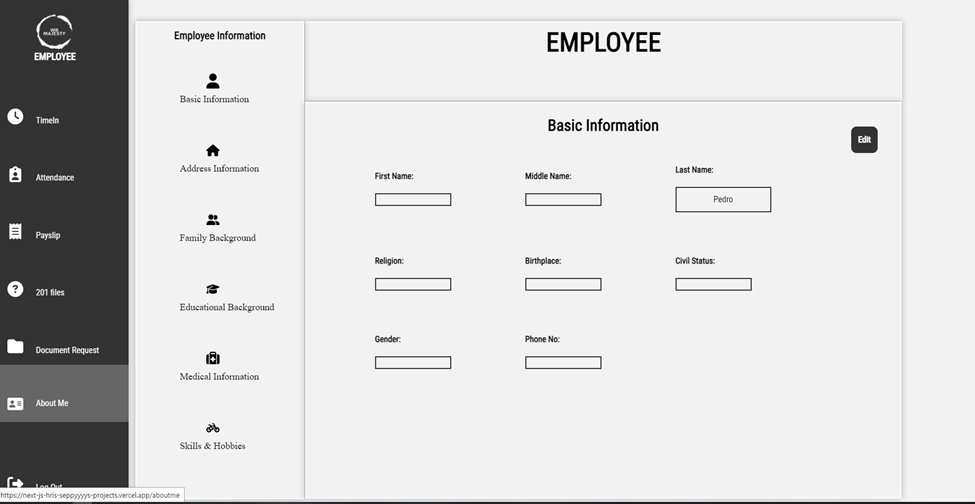 WB
MAJESTY
EMPLOYEE
TimeIn
Attendance
Payslip
201 files
Document Request
About Me
Log Out
https://next-js-hris-seppyyyys-projects.vercel.app/aboutme
Employee Information
Basic Information
Address Information
Family Background
Educational Background
Medical Information
Skills & Hobbies
EMPLOYEE
Basic Information
Edit
First Name:
Middle Name:
Last Name:
Pedro
Religion:
Birthplace:
Civil Status:
Gender:
Phone No: